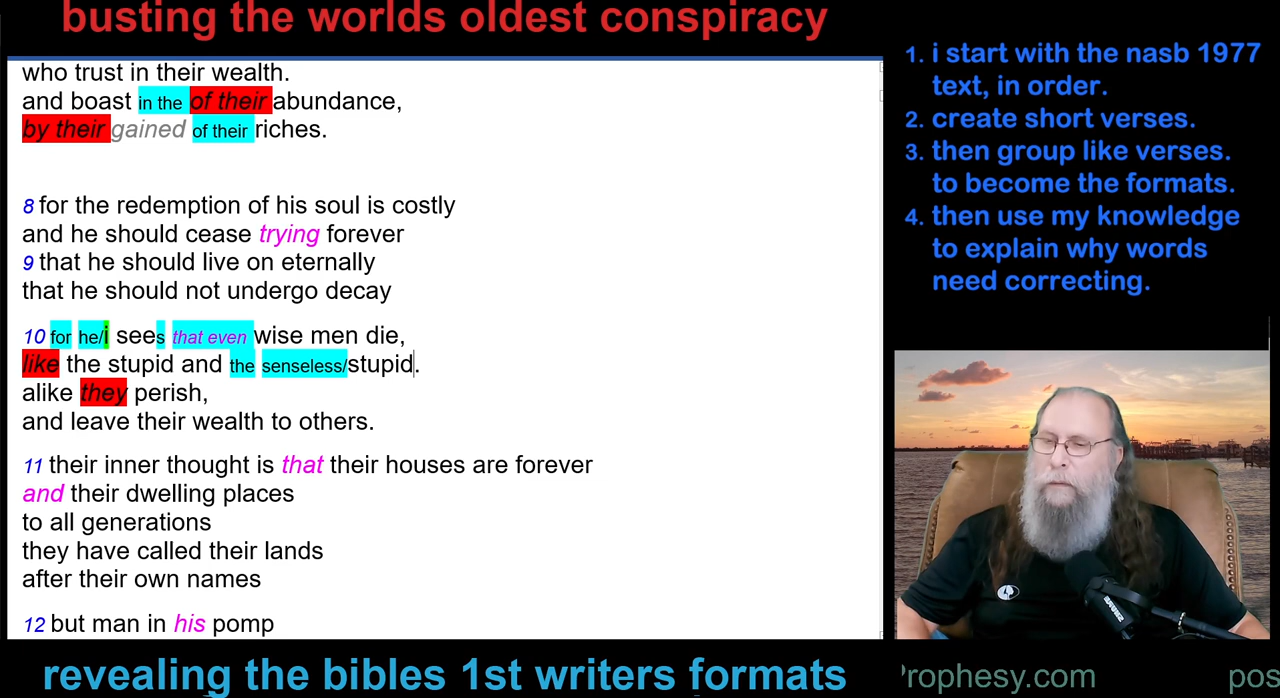 busting the worlds oldest conspiracy
who trust in their wealth.
and boast in the of their abundance,
by their gained of their riches.
8 for the redemption of his soul is costly
and he should cease trying forever
9 that he should live on eternally
that he should not undergo decay
10 for he/i sees that even wise men die,
like the stupid and the senseless/stupid.
alike they perish,
and leave their wealth to others.
11 their inner thought is that their houses are forever
and their dwelling places
to all generations
they have called their lands
after their own names
12 but man in his pomp
1. i start with the nasb 1977
text, in order.
2. create short verses.
3. then group like verses.
to become the formats.
4. then use my knowledge
to explain why words
need correcting.
revealing the bibles 1st writers formats
Prophesy.com pos